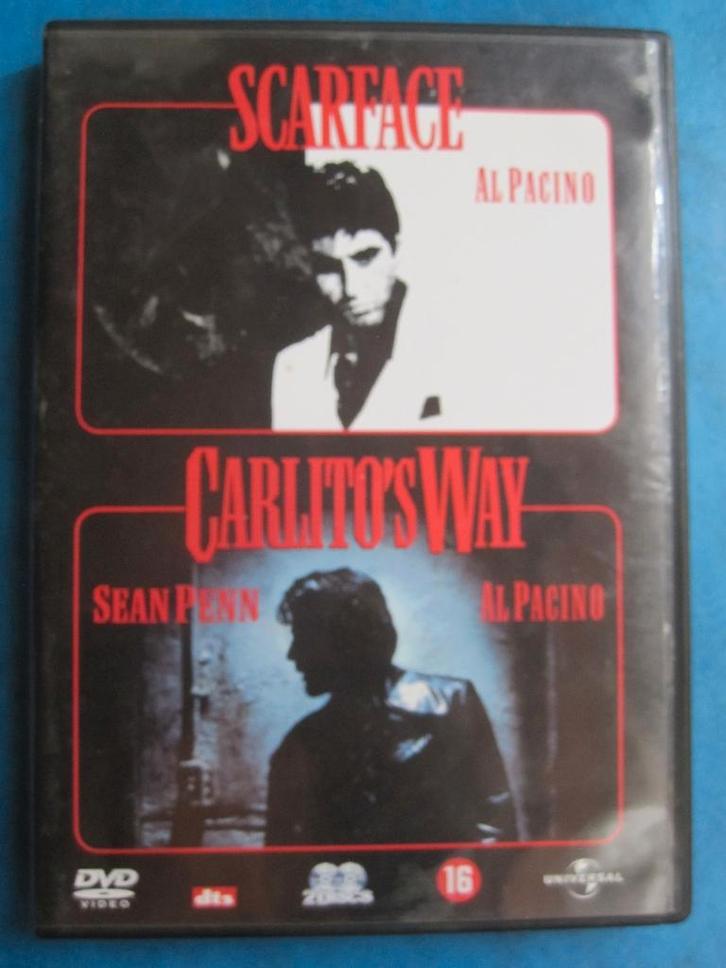 SCARFACE
AL PACINO
CARLITO'S WAY
SEAN PENN
AL PACINO
DVD
VIDEO
dts
2 DISCS
16
UNIVERSAL